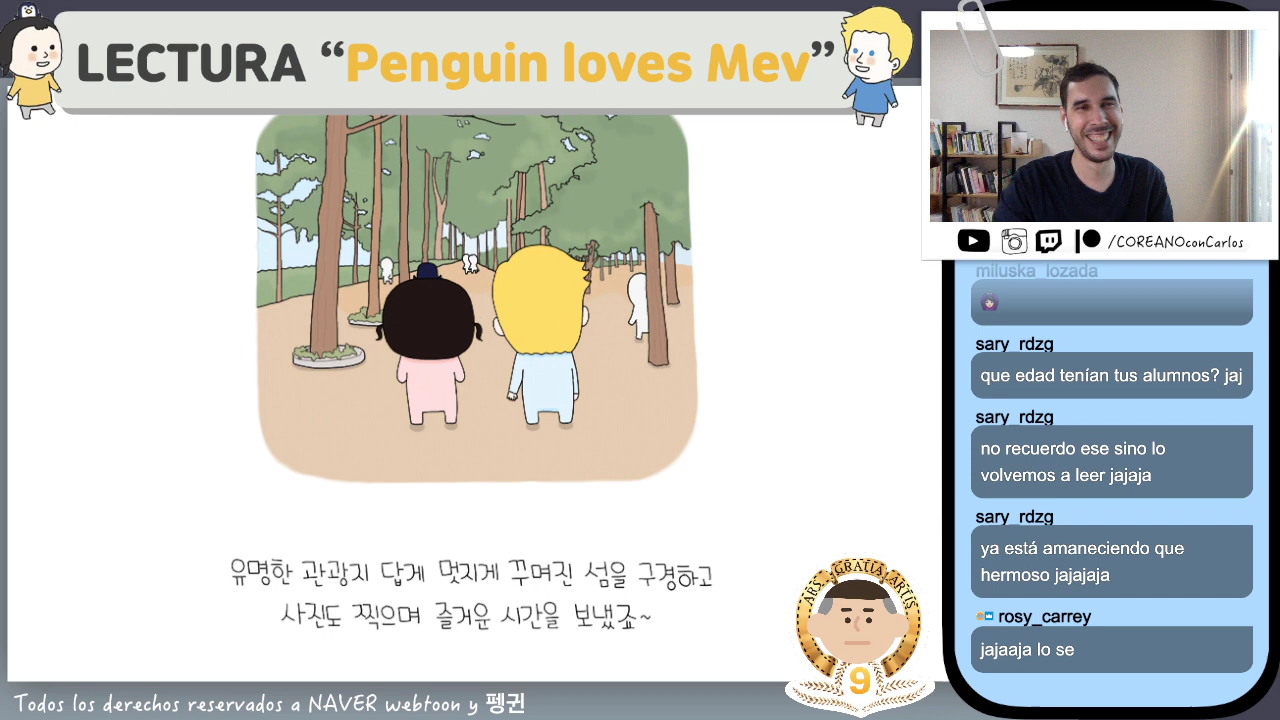 LECTURA “Penguin loves Mev”
유명한 관광지 답게 멋지게 꾸며진 섬을 구경하고
사진도 찍으며 즐거운 시간을 보냈죠~
ARS GRATIA ARTIS
9
Todos los derechos reservados a NAVER webtoon y 펭귄
/COREANOconCarlos
miluska_lozada
sary_rdzg
que edad tenían tus alumnos? jaj
sary_rdzg
no recuerdo ese sino lo
volvemos a leer jajaja
sary_rdzg
ya está amaneciendo que
hermoso jajajaja
rosy_carrey
jajaaja lo se